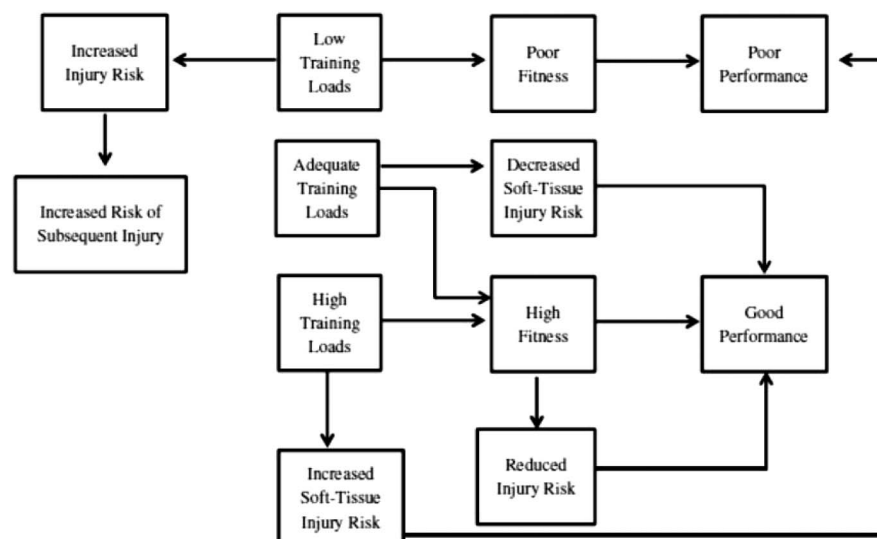 Increased
Injury Risk
Low
Training
Loads
Poor
Fitness
Poor
Performance
Increased Risk of
Subsequent Injury
Adequate
Training
Loads
Decreased
Soft-Tissue
Injury Risk
High
Training
Loads
High
Fitness
Good
Performance
Increased
Soft-Tissue
Injury Risk
Reduced
Injury Risk